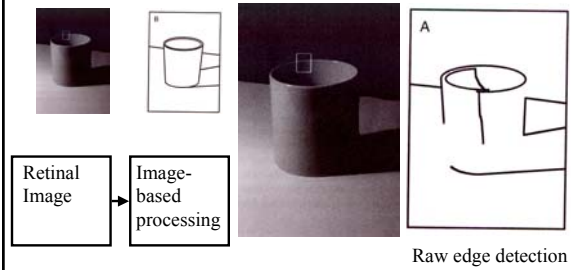 B
A
Retinal
Image
Image-
based
processing
Raw edge detection